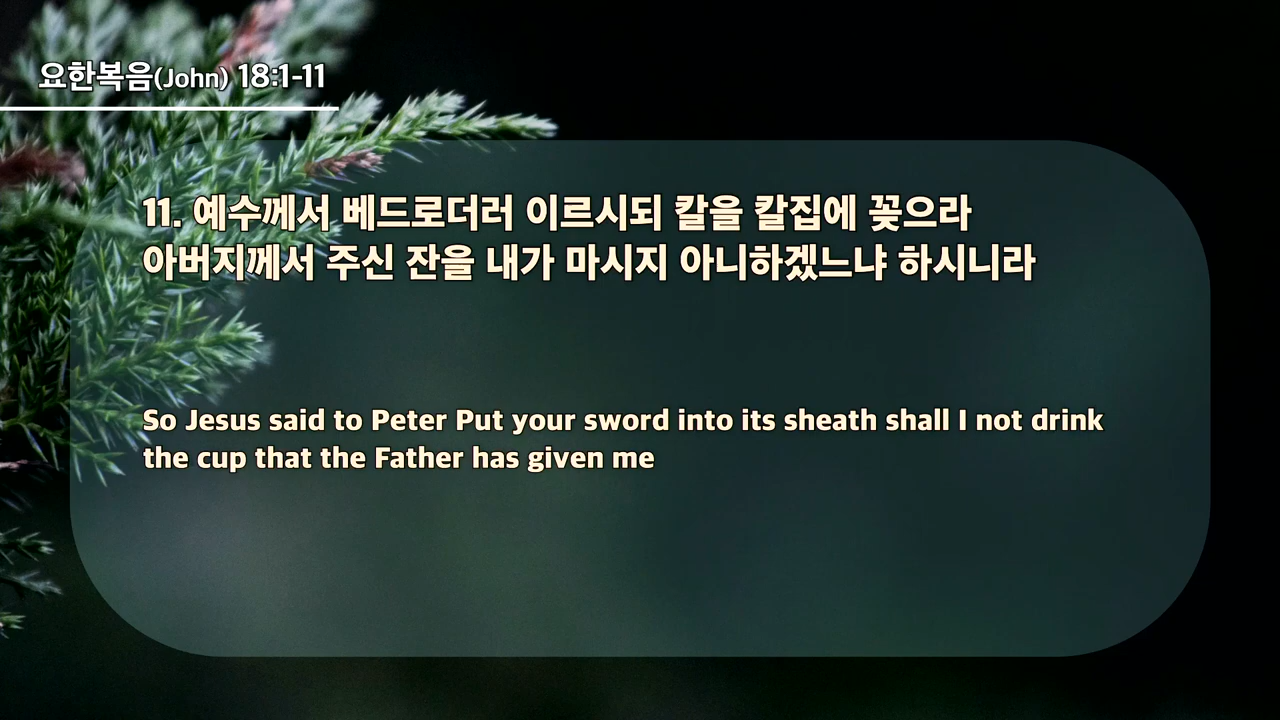 요한복음(John) 18:1-11
11. 예수께서 베드로더러 이르시되 칼을 칼집에 꽂으라
아버지께서 주신 잔을 내가 마시지 아니하겠느냐 하시니라
So Jesus said to Peter Put your sword into its sheath shall I not drink
the cup that the Father has given me